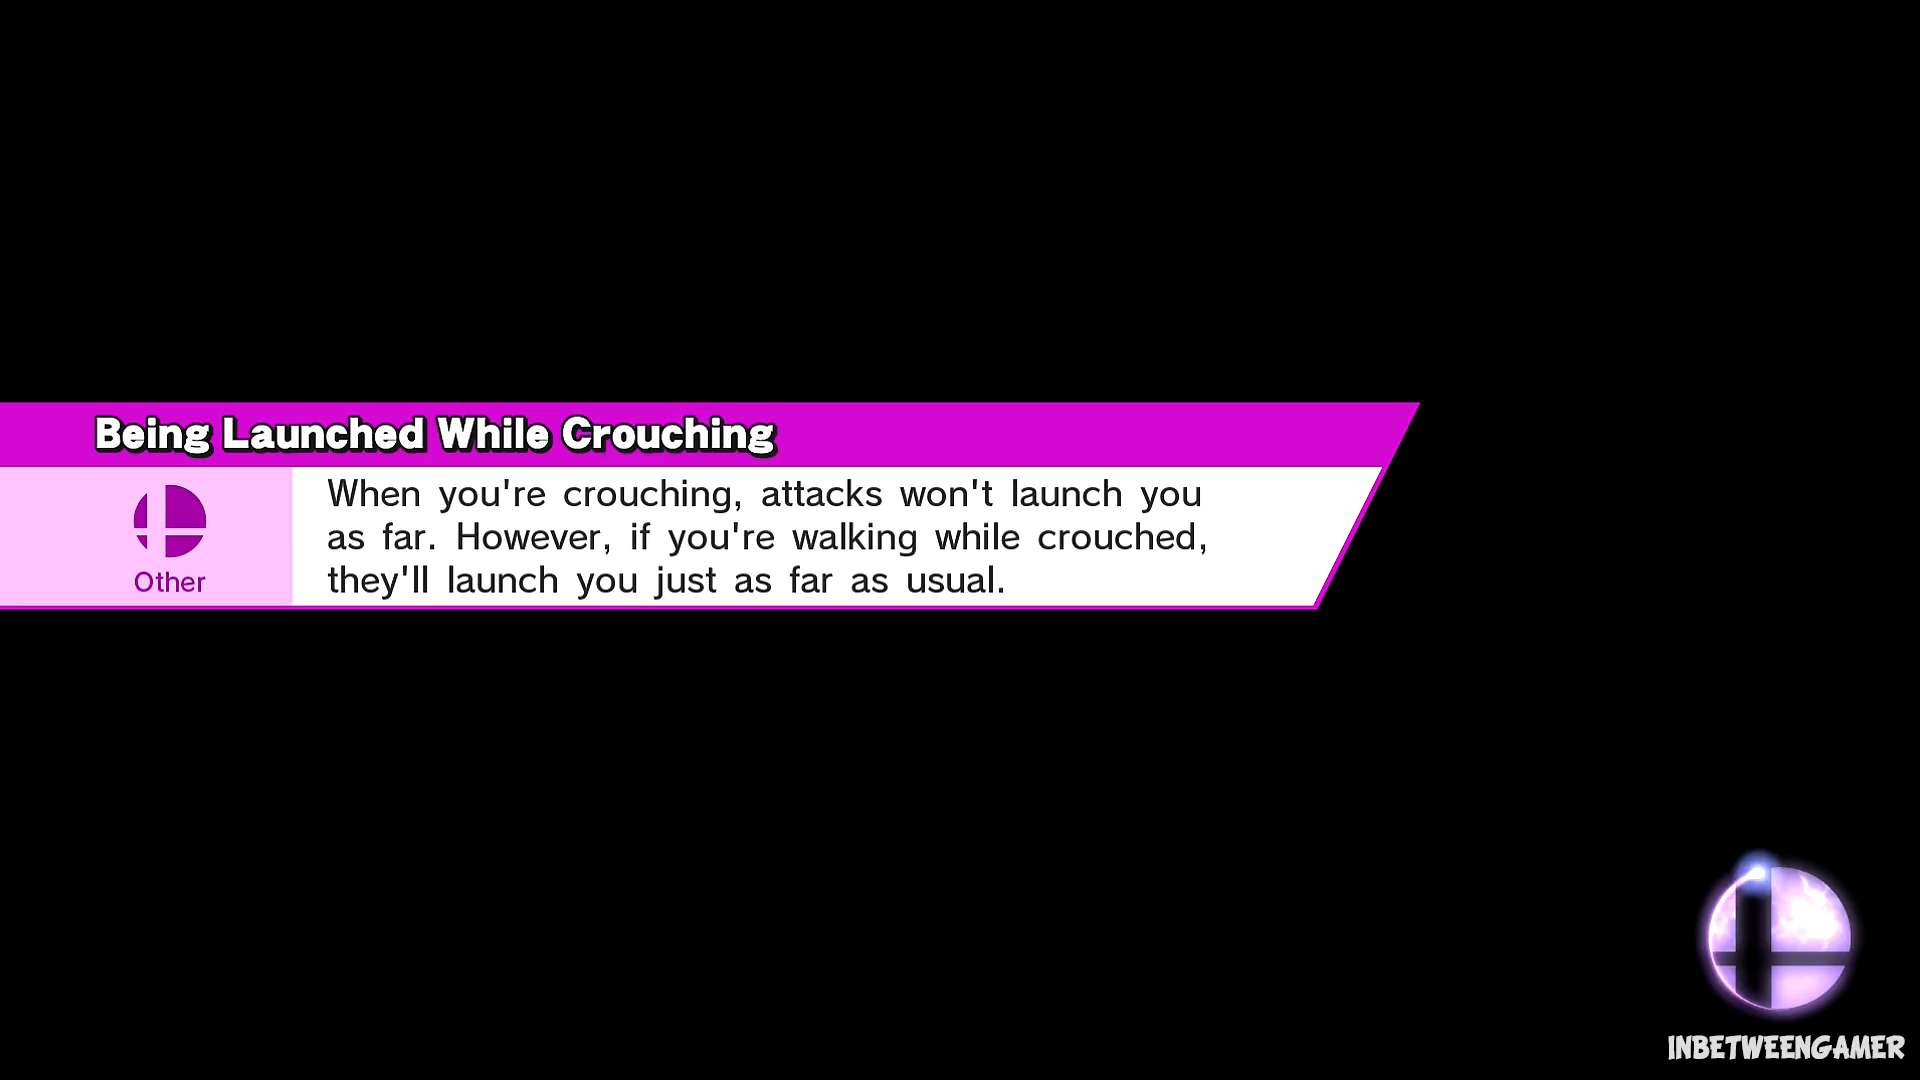 Being Launched While Crouching
Other
When you're crouching, attacks won't launch you
as far. However, if you're walking while crouched,
they'll launch you just as far as usual.
INBETWEENGAMER